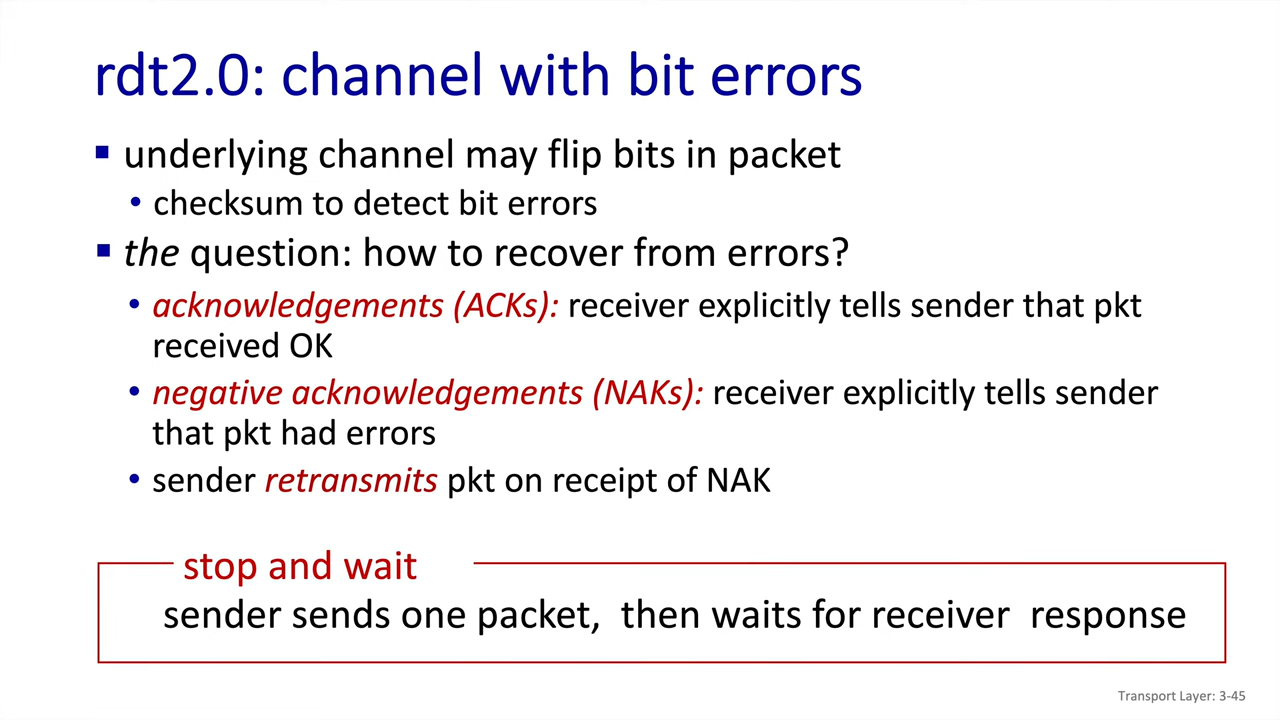 rdt2.0: channel with bit errors
▪ underlying channel may flip bits in packet
• checksum to detect bit errors
▪ the question: how to recover from errors?
• acknowledgements (ACKs): receiver explicitly tells sender that pkt
received OK
• negative acknowledgements (NAKs): receiver explicitly tells sender
that pkt had errors
• sender retransmits pkt on receipt of NAK
stop and wait
sender sends one packet, then waits for receiver response
Transport Layer: 3-45